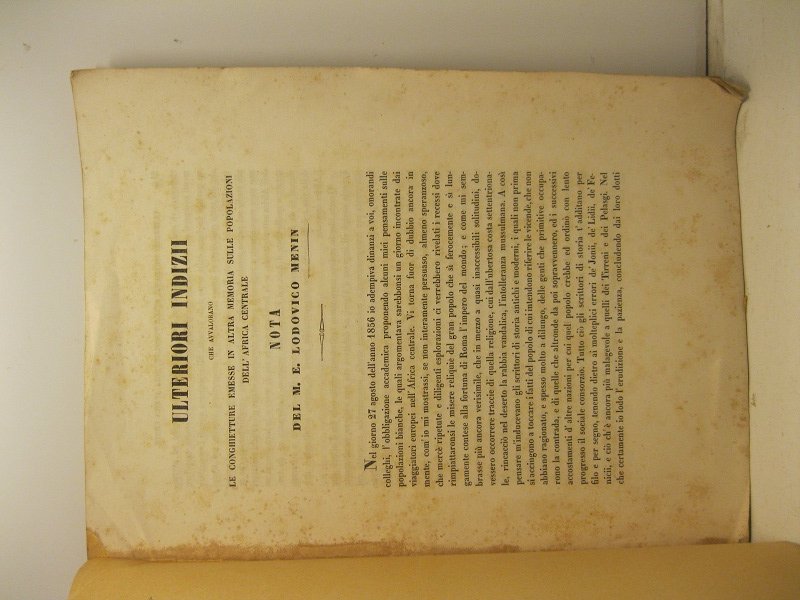 ULTERIORI INDIZII
CHE AVVALORANO
LE CONGHIETTURE EMESSE IN ALTRA MEMORIA SULLE POPOLAZIONI
DELL'AFRICA CENTRALE
NOTA
DEL M. E. LODOVICO MENIN
Nel giorno 27 agosto dell'anno 1856 io adempiva dinanzi a voi, onorandi
colleghi, l'obbligazione accademica proponendo alcuni miei pensamenti sulle
popolazioni bianche, le quali argomentava sarebbonsi un giorno incontrate dai
viaggiatori europei nell'Africa centrale. Vi torna fuor di dubbio ancora in
mente, com'io mi mostrassi, se non interamente persuaso, almeno speranzoso,
che mercè ripetute e diligenti esplorazioni ci verrebbero rivelati i recessi dove
rimpiattaronsi le misere reliquie del gran popolo che sì ferocemente e sì lun-
gamente contese alla fortuna di Roma l'impero del mondo; e come mi sem-
brasse più ancora verisimile, che in mezzo a quasi inaccessibili solitudini, do-
vessero occorrere traccie di quella religione, cui dall'ubertosa costa settentriona-
le, rincacciò nel deserto la rabbia vandalica, l'intolleranza mussulmana. A così
pensare m'inducevano gli scrittori di storia antichi e moderni, i quali non prima
si accingono a toccare i fatti del popolo di cui intendono riferire le vicende, che non
abbiano ragionato, e spesso molto a dilungo, delle genti che primitive occupa-
rono la contrada, e di quelle che altronde da poi sopravvennero, ed i successivi
accostamenti d'altre nazioni per cui quel popolo crebbe ed ordinò con lento
progresso il sociale consorzio. Tutto ciò gli scrittori di storia t'additano per
filo e per segno, tenendo dietro ai molteplici errori de' Jonii, de' Lidii, de' Fe-
nicii, e ciò ch'è ancora più malagevole a quelli dei Tirreni e dei Pelasgi. Nel
che certamente io lodo l'erudizione e la pazienza, concludendo dai loro dotti